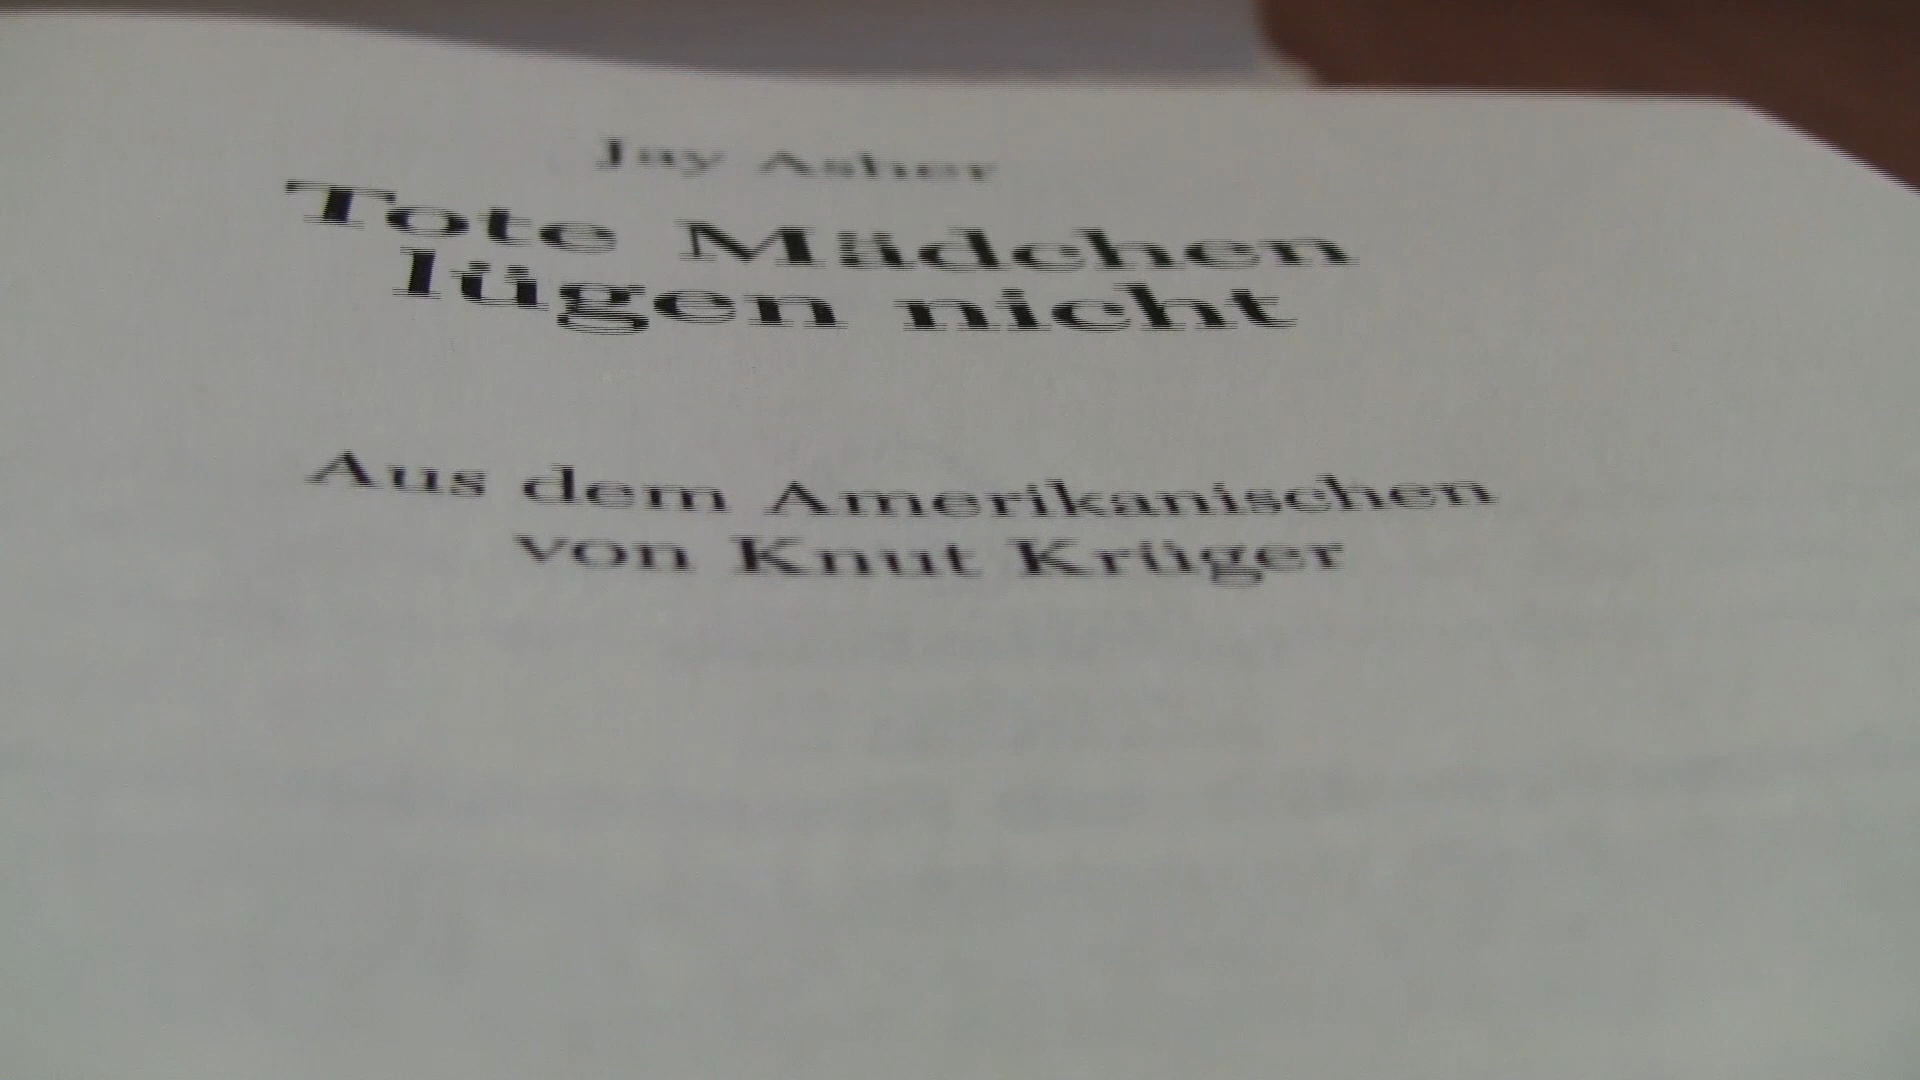 Jay Asher
Tote Mädchen
lügen nicht
Aus dem Amerikanischen
von Knut Krüger